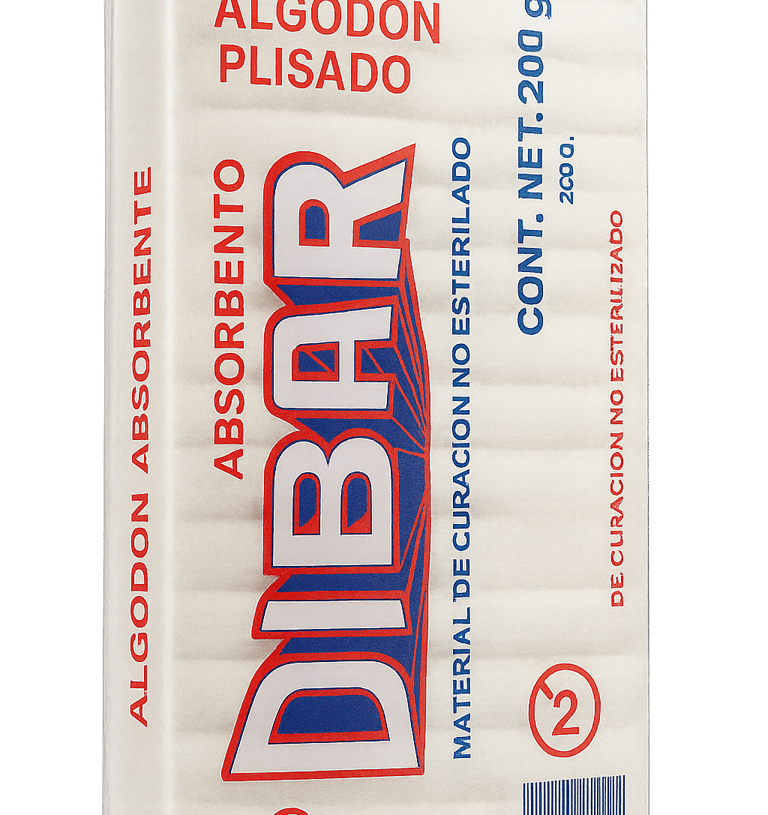 ALGODON
PLISADO
ALGODON ABSORBENTE
ABSORBENTO
DIBAR
MATERIAL DE CURACION NO ESTERILADO
CONT. NET. 200 g
200 O.
DE CURACION NO ESTERILIZADO
2